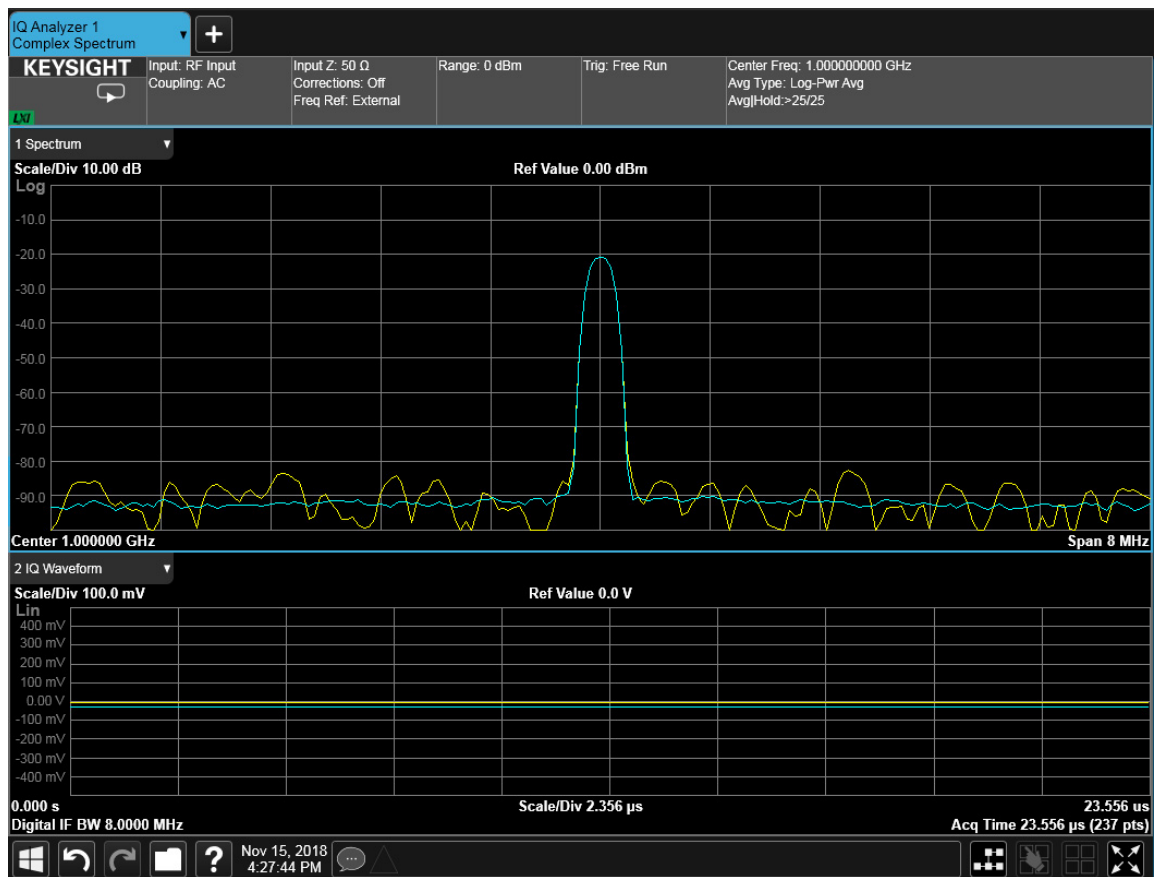 IQ Analyzer 1
Complex Spectrum
+
KEYSIGHT
LXI
Input: RF Input
Coupling: AC
Input Z: 50 Ω
Corrections: Off
Freq Ref: External
Range: 0 dBm
Trig: Free Run
Center Freq: 1.000000000 GHz
Avg Type: Log-Pwr Avg
Avg|Hold:>25/25
1 Spectrum
Scale/Div 10.00 dB
Ref Value 0.00 dBm
Log
-10.0
-20.0
-30.0
-40.0
-50.0
-60.0
-70.0
-80.0
-90.0
Center 1.000000 GHz
Span 8 MHz
2 IQ Waveform
Scale/Div 100.0 mV
Ref Value 0.0 V
Lin
400 mV
300 mV
200 mV
100 mV
0.00 V
-100 mV
-200 mV
-300 mV
-400 mV
0.000 s
Scale/Div 2.356 µs
23.556 us
Digital IF BW 8.0000 MHz
Acq Time 23.556 µs (237 pts)
?
Nov 15, 2018
4:27:44 PM